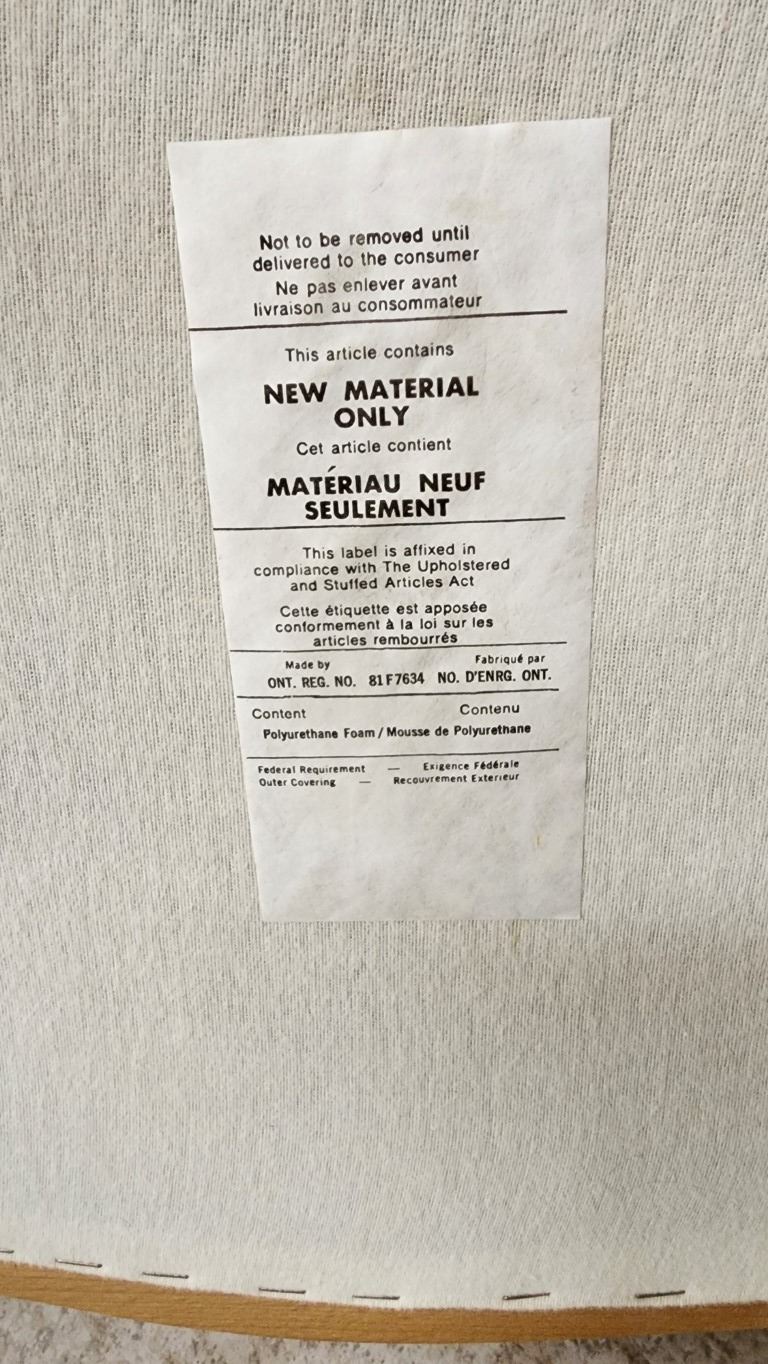 Not to be removed until
delivered to the consumer
Ne pas enlever avant
livraison au consommateur
This article contains
NEW MATERIAL
ONLY
Cet article contient
MATÉRIAU NEUF
SEULEMENT
This label is affixed in
compliance with The Upholstered
and Stuffed Articles Act
Cette étiquette est apposée
conformement à la loi sur les
articles rembourrés
Made by Fabriqué par
ONT. REG. NO. 81F7634 NO. D'ENRG. ONT.
Content Contenu
Polyurethane Foam / Mousse de Polyurethane
Federal Requirement — Exigence Fédérale
Outer Covering — Recouvrement Exterieur